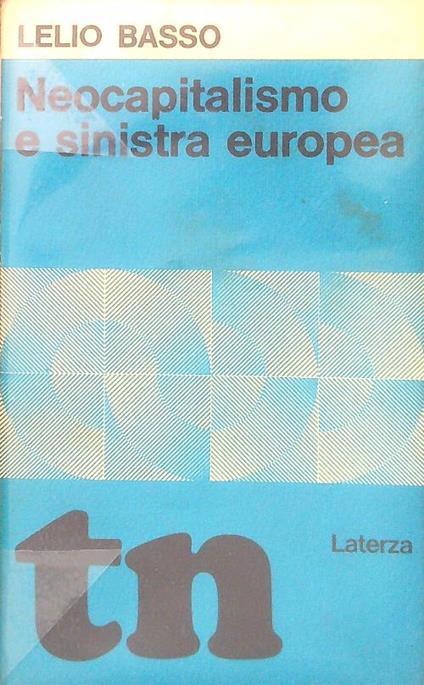 LELIO BASSO
Neocapitalismo
e sinistra europea
Laterza
tn